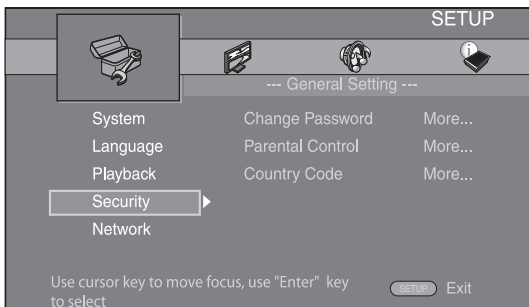 SETUP
--- General Setting ---
System Change Password More...
Language Parental Control More...
Playback Country Code More...
Security
Network
Use cursor key to move focus, use "Enter" key
to select
SETUP Exit